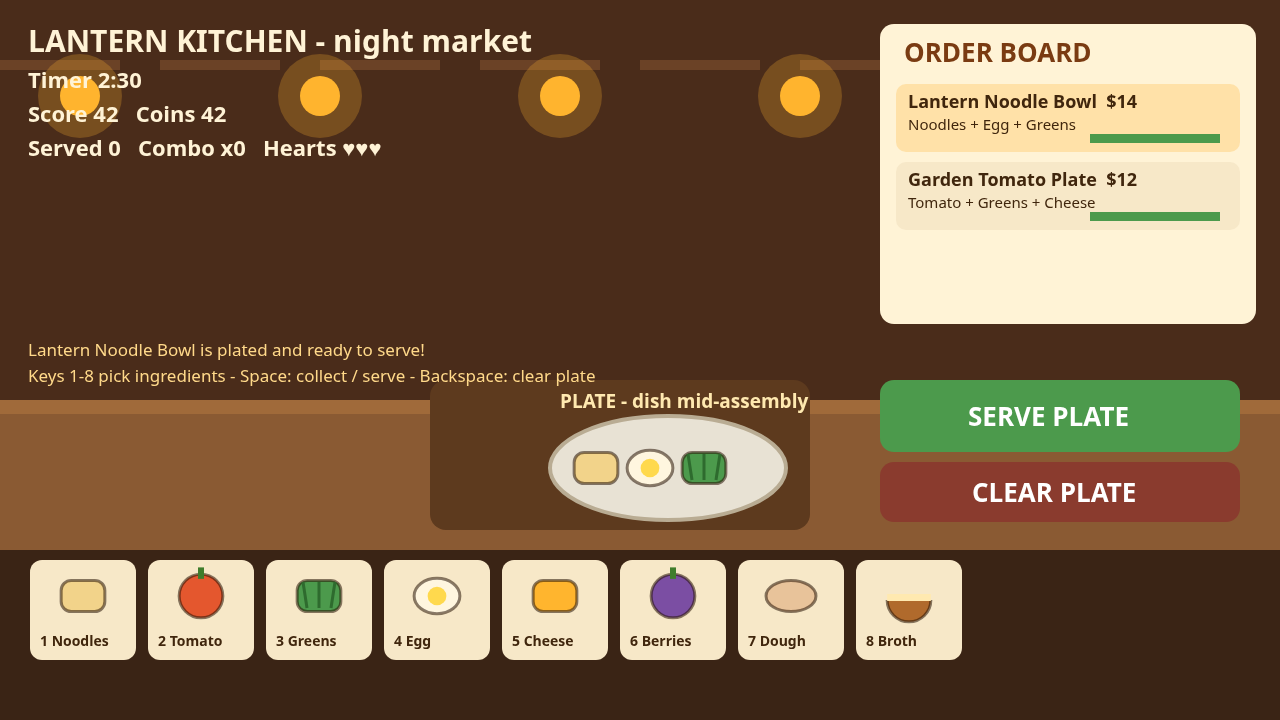 LANTERN KITCHEN - night market
Timer 2:30
Score 42 Coins 42
Served 0 Combo x0 Hearts ♥♥♥
ORDER BOARD
Lantern Noodle Bowl $14
Noodles + Egg + Greens
Garden Tomato Plate $12
Tomato + Greens + Cheese
Lantern Noodle Bowl is plated and ready to serve!
Keys 1-8 pick ingredients - Space: collect / serve - Backspace: clear plate
PLATE - dish mid-assembly
SERVE PLATE
CLEAR PLATE
1 Noodles
2 Tomato
3 Greens
4 Egg
5 Cheese
6 Berries
7 Dough
8 Broth